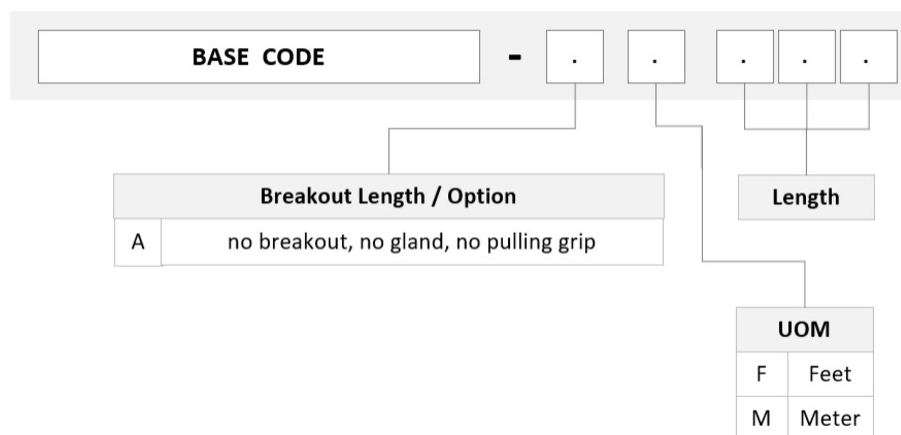 BASE CODE - . . . . .
Breakout Length / Option
A no breakout, no gland, no pulling grip
Length
UOM
F Feet
M Meter